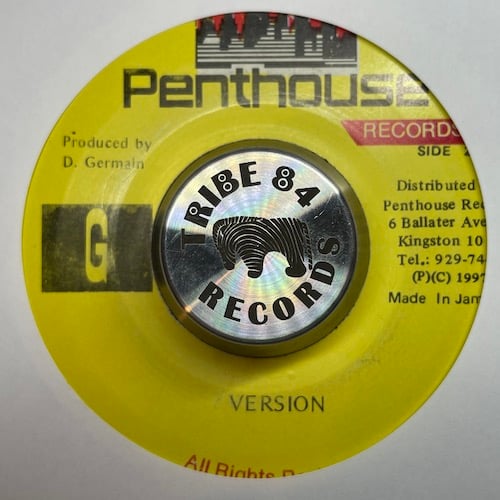 Penthouse
RECORDS
SIDE 2
Produced by
D. Germain
Distributed
Penthouse Rec
6 Ballater Ave
Kingston 10
Tel.: 929-74
(P)(C) 199
Made In Jam
G
TRIBE 84
RECORDS
VERSION
All Rights